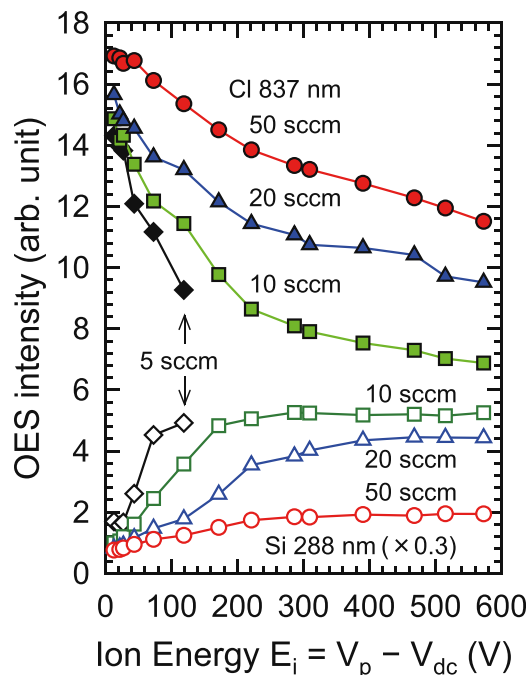 18
16
14
12
10
8
6
4
2
0
OES intensity (arb. unit)
Cl 837 nm
50 sccm
20 sccm
10 sccm
5 sccm
10 sccm
20 sccm
50 sccm
Si 288 nm (×0.3)
0 100 200 300 400 500 600
Ion Energy E_i = V_p − V_dc (V)